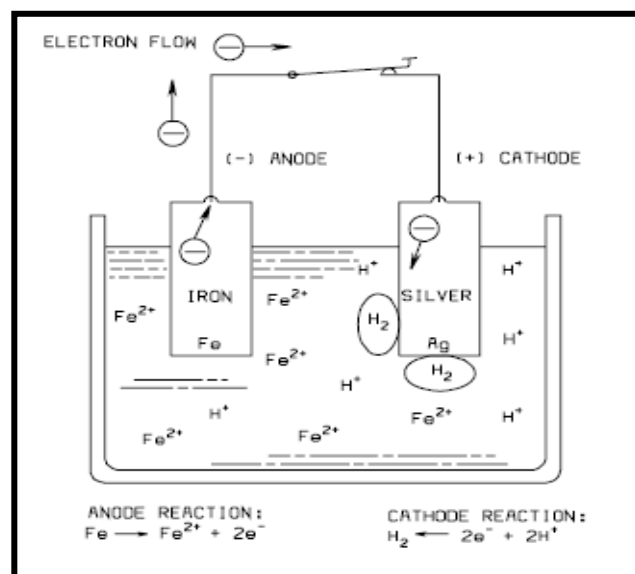 ELECTRON FLOW
(-) ANODE
(+) CATHODE
IRON
Fe
SILVER
Ag
H⁺ H⁺
Fe²⁺ Fe²⁺
H₂
Fe²⁺ H⁺
H₂
H⁺
H⁺ Fe²⁺ H⁺
Fe²⁺ Fe²⁺
ANODE REACTION:
Fe → Fe²⁺ + 2e⁻
CATHODE REACTION:
H₂ ← 2e⁻ + 2H⁺